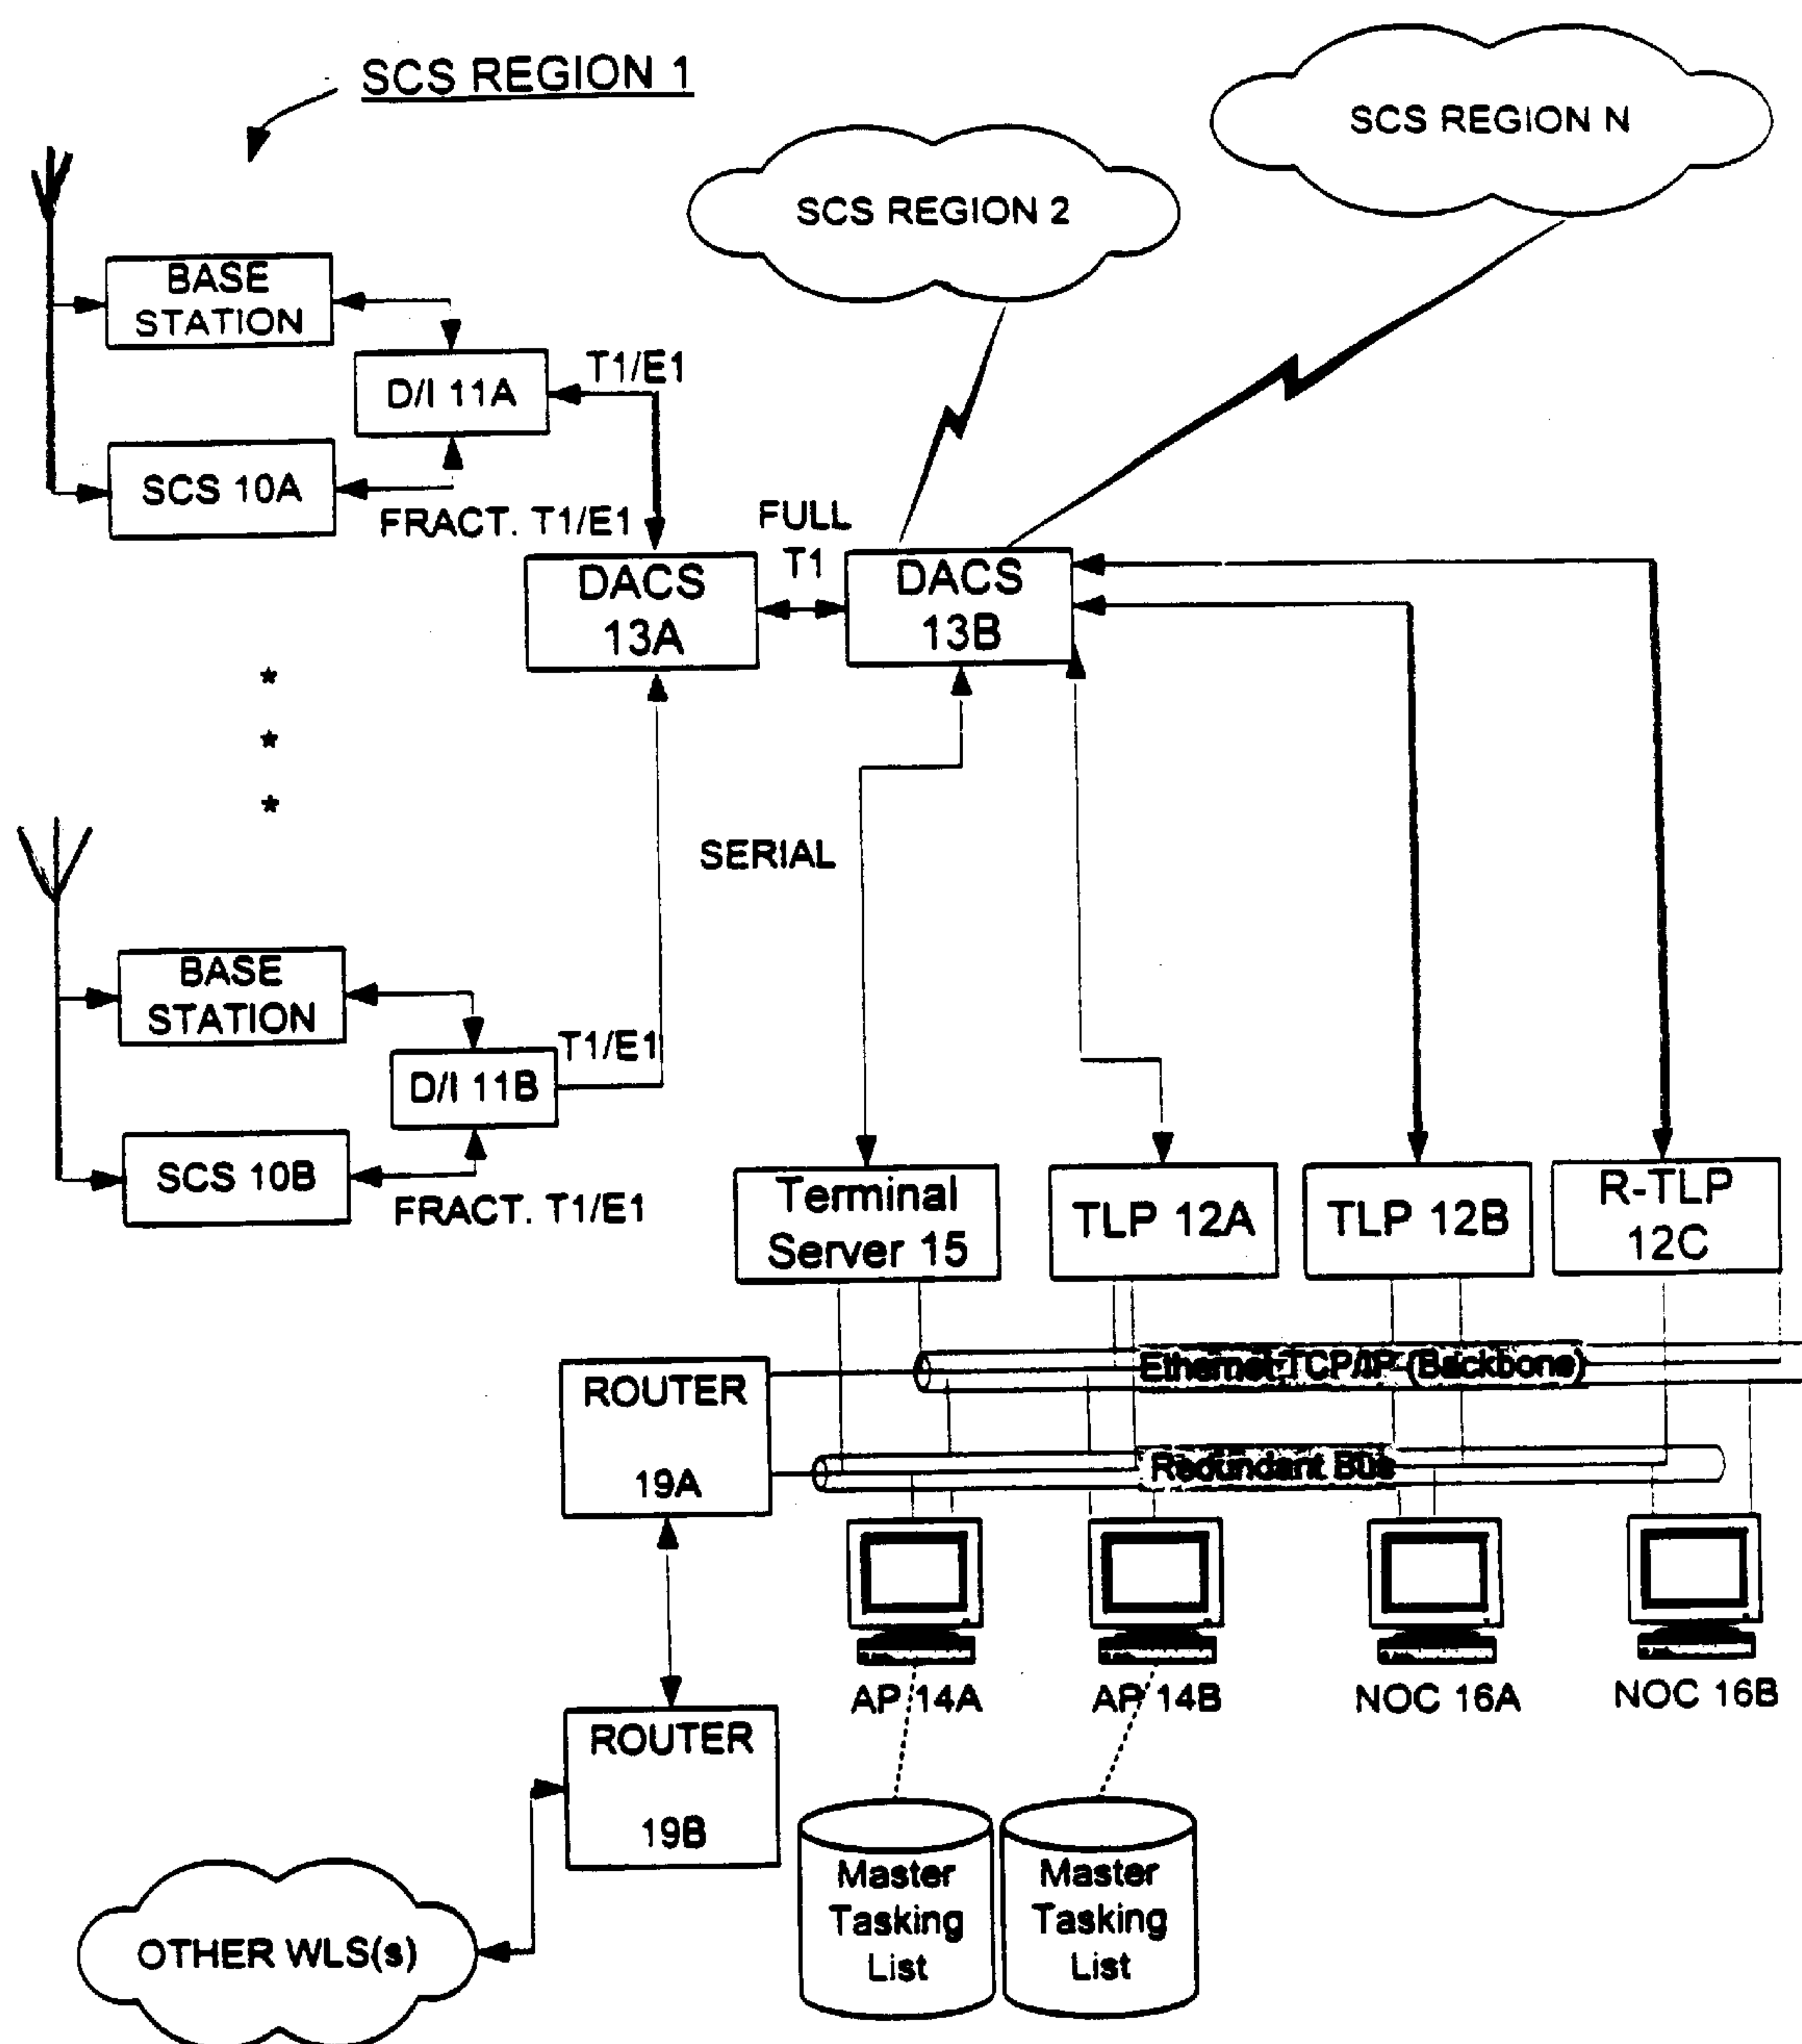 SCS REGION 1
SCS REGION N
SCS REGION 2
BASE
STATION
D/I 11A
T1/E1
SCS 10A
FRACT. T1/E1
FULL
T1
DACS
13A
DACS
13B
*
*
*
SERIAL
BASE
STATION
D/I 11B
T1/E1
SCS 10B
FRACT. T1/E1
Terminal
Server 15
TLP 12A
TLP 12B
R-TLP
12C
Ethernet-TCP/IP (Backbone)
ROUTER
19A
Redundant Bus
AP 14A
AP 14B
NOC 16A
NOC 16B
ROUTER
19B
Master
Tasking
List
Master
Tasking
List
OTHER WLS(s)